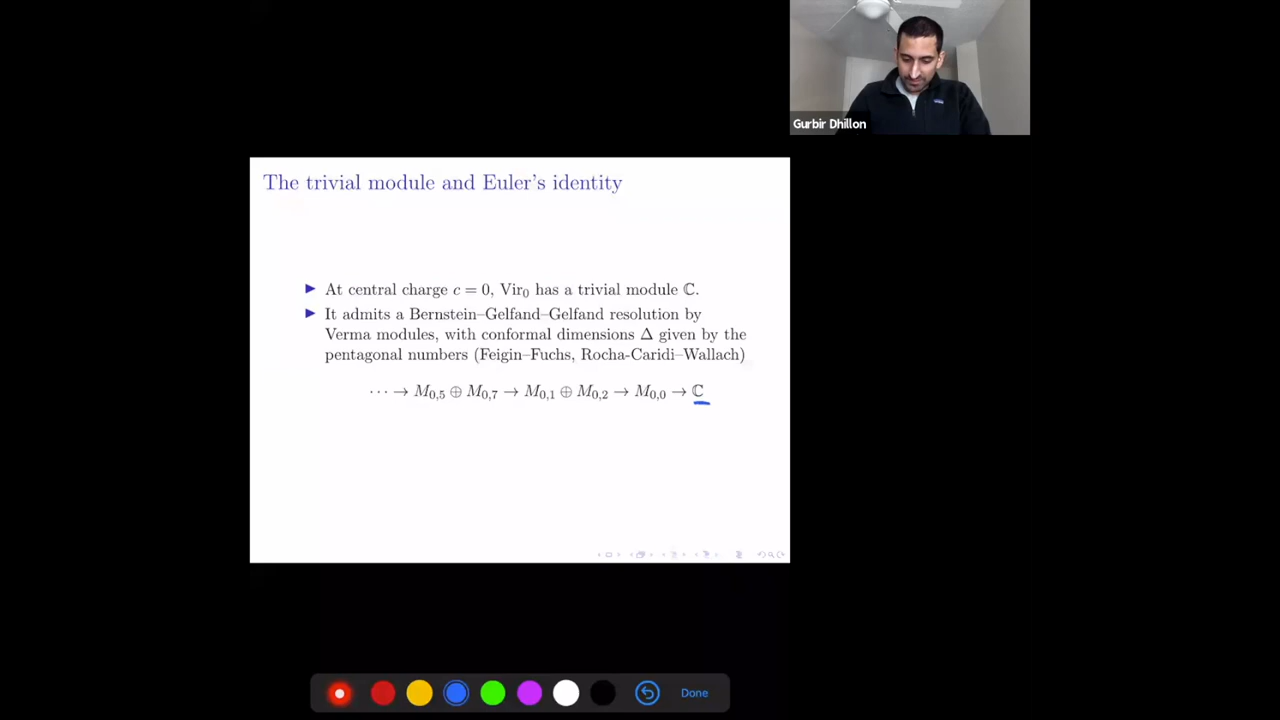 Gurbir Dhillon
The trivial module and Euler's identity
▶ At central charge c = 0, Vir₀ has a trivial module ℂ.
▶ It admits a Bernstein–Gelfand–Gelfand resolution by
Verma modules, with conformal dimensions Δ given by the
pentagonal numbers (Feigin–Fuchs, Rocha-Caridi–Wallach)
⋯ → M₀,₅ ⊕ M₀,₇ → M₀,₁ ⊕ M₀,₂ → M₀,₀ → ℂ
Done